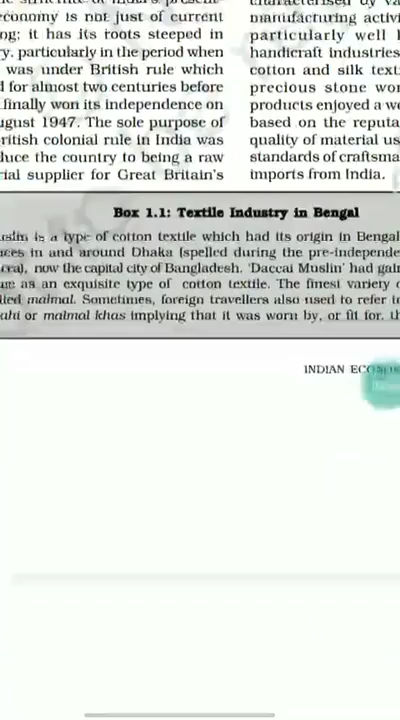 economy is not just of current
ng; it has its roots steeped in
ry, particularly in the period when
was under British rule which
d for almost two centuries before
finally won its independence on
ugust 1947. The sole purpose of
ritish colonial rule in India was
duce the country to being a raw
rial supplier for Great Britain's
manufacturing activi
particularly well k
handicraft industries
cotton and silk text
precious stone wor
products enjoyed a wo
based on the reputa
quality of material us
standards of craftsma
imports from India.
Box 1.1: Textile Industry in Bengal
uslin is a type of cotton textile which had its origin in Bengal
aces in and around Dhaka (spelled during the pre-independe
cca), now the capital city of Bangladesh. 'Daccai Muslin' had gain
as an exquisite type of cotton textile. The finest variety o
lled malmal. Sometimes, foreign travellers also used to refer to
ahi or malmal khas implying that it was worn by, or fit for, th
INDIAN